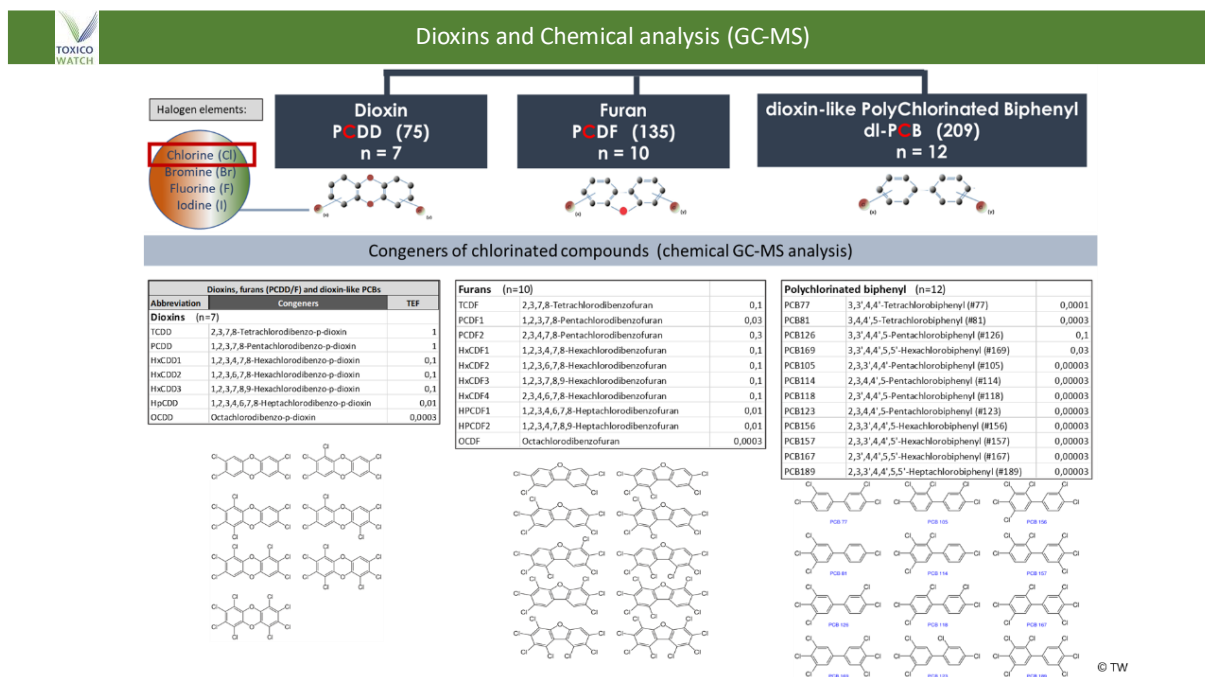 TOXICO
WATCH
Dioxins and Chemical analysis (GC-MS)
Halogen elements:
Chlorine (Cl)
Bromine (Br)
Fluorine (F)
Iodine (I)
Dioxin
PCDD (75)
n = 7
Furan
PCDF (135)
n = 10
dioxin-like PolyChlorinated Biphenyl
dl-PCB (209)
n = 12
(x)
(y)
(x)
(y)
(x)
(y)
Congeners of chlorinated compounds (chemical GC-MS analysis)
Dioxins, furans (PCDD/F) and dioxin-like PCBs
Abbreviation Congeners TEF
Dioxins (n=7)
TCDD 2,3,7,8-Tetrachlorodibenzo-p-dioxin 1
PCDD 1,2,3,7,8-Pentachlorodibenzo-p-dioxin 1
HxCDD1 1,2,3,4,7,8-Hexachlorodibenzo-p-dioxin 0,1
HxCDD2 1,2,3,6,7,8-Hexachlorodibenzo-p-dioxin 0,1
HxCDD3 1,2,3,7,8,9-Hexachlorodibenzo-p-dioxin 0,1
HpCDD 1,2,3,4,6,7,8-Heptachlorodibenzo-p-dioxin 0,01
OCDD Octachlorodibenzo-p-dioxin 0,0003
Furans (n=10)
TCDF 2,3,7,8-Tetrachlorodibenzofuran 0,1
PCDF1 1,2,3,7,8-Pentachlorodibenzofuran 0,03
PCDF2 2,3,4,7,8-Pentachlorodibenzofuran 0,3
HxCDF1 1,2,3,4,7,8-Hexachlorodibenzofuran 0,1
HxCDF2 1,2,3,6,7,8-Hexachlorodibenzofuran 0,1
HxCDF3 1,2,3,7,8,9-Hexachlorodibenzofuran 0,1
HxCDF4 2,3,4,6,7,8-Hexachlorodibenzofuran 0,1
HPCDF1 1,2,3,4,6,7,8-Heptachlorodibenzofuran 0,01
HPCDF2 1,2,3,4,7,8,9-Heptachlorodibenzofuran 0,01
OCDF Octachlorodibenzofuran 0,0003
Polychlorinated biphenyl (n=12)
PCB77 3,3',4,4'-Tetrachlorobiphenyl (#77) 0,0001
PCB81 3,4,4',5-Tetrachlorobiphenyl (#81) 0,0003
PCB126 3,3',4,4',5-Pentachlorobiphenyl (#126) 0,1
PCB169 3,3',4,4',5,5'-Hexachlorobiphenyl (#169) 0,03
PCB105 2,3,3',4,4'-Pentachlorobiphenyl (#105) 0,00003
PCB114 2,3,4,4',5-Pentachlorobiphenyl (#114) 0,00003
PCB118 2,3',4,4',5-Pentachlorobiphenyl (#118) 0,00003
PCB123 2,3,4,4',5-Pentachlorobiphenyl (#123) 0,00003
PCB156 2,3,3',4,4',5-Hexachlorobiphenyl (#156) 0,00003
PCB157 2,3,3',4,4',5'-Hexachlorobiphenyl (#157) 0,00003
PCB167 2,3',4,4',5,5'-Hexachlorobiphenyl (#167) 0,00003
PCB189 2,3,3',4,4',5,5'-Heptachlorobiphenyl (#189) 0,00003
PCB 77 PCB 105 PCB 156
PCB 81 PCB 114 PCB 157
PCB 126 PCB 118 PCB 167
PCB 169 PCB 123 PCB 189
© TW